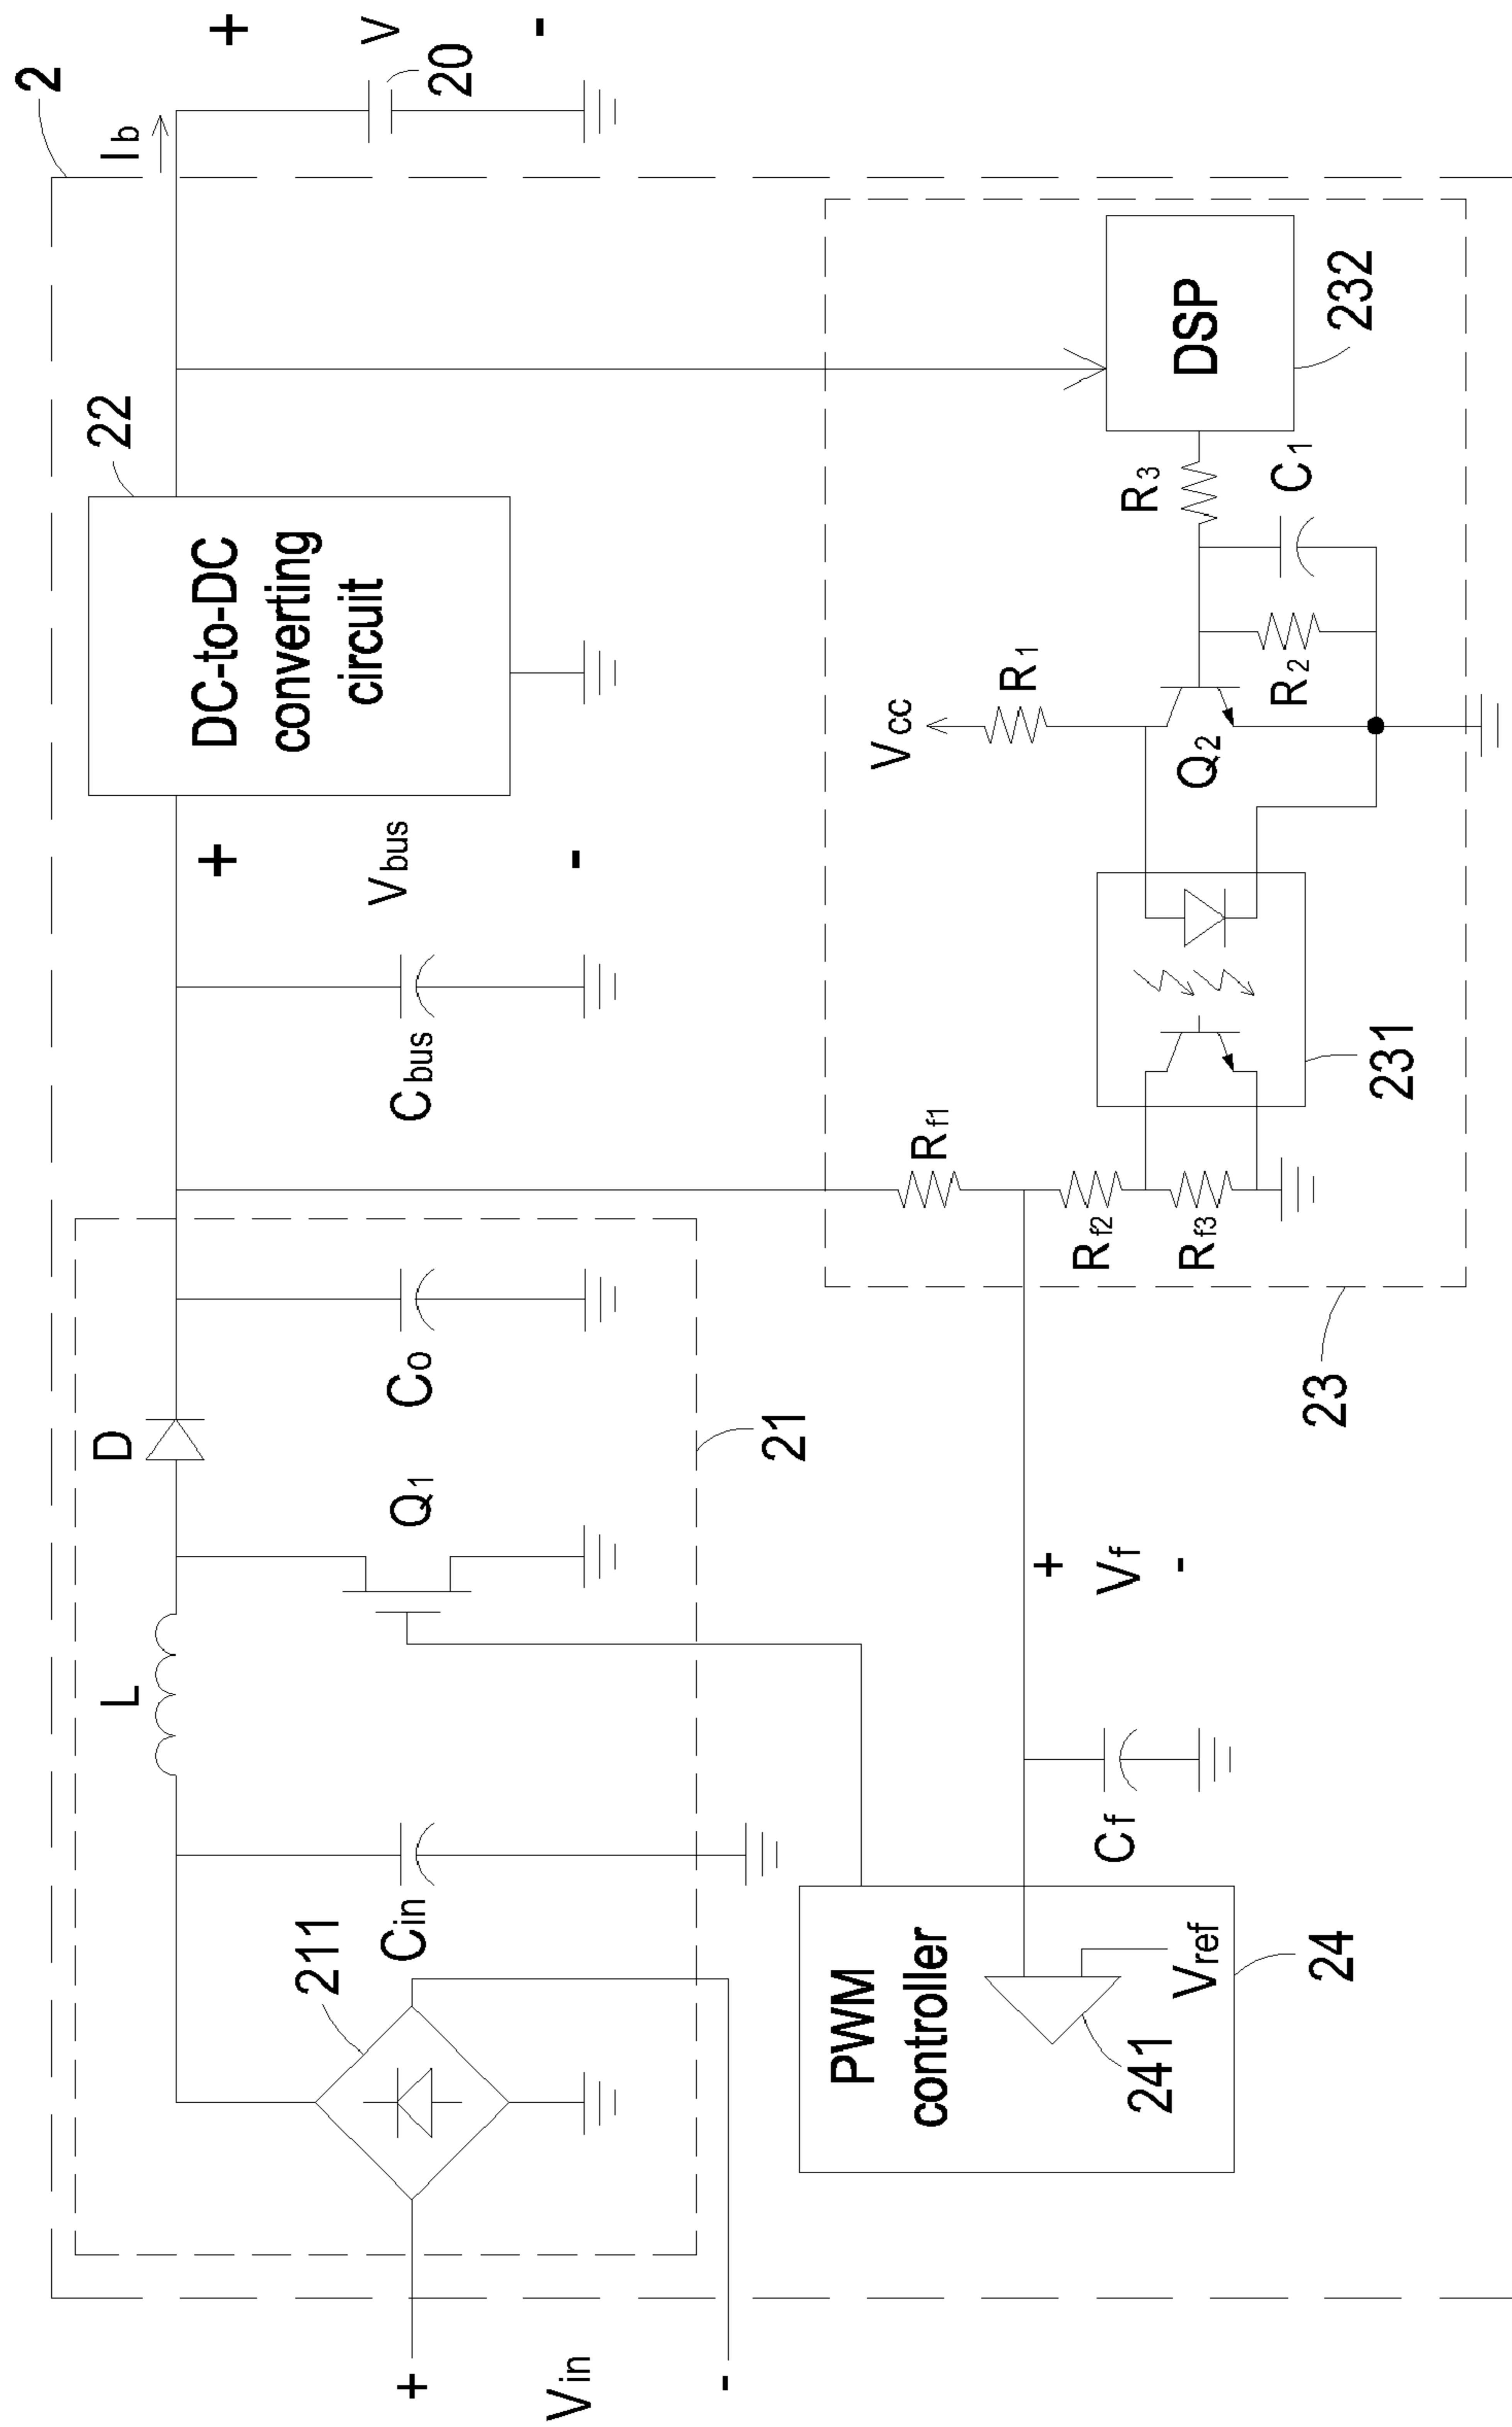 2
Ib
+
V
20
-
22
DC-to-DC
converting
circuit
+
Vbus
-
Cbus
D
L
Co
Q1
21
Cin
211
+
Vin
-
DSP
232
R3
C1
R2
R1
Vcc
Q2
231
Rf1
Rf2
Rf3
23
+
Vf
-
Cf
PWM
controller
Vref
241
24